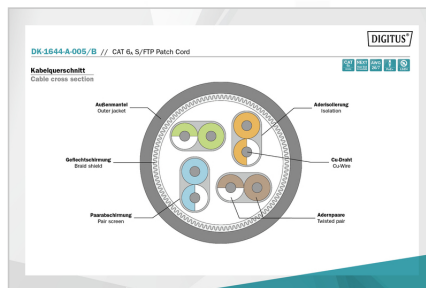 DIGITUS®
DK-1644-A-005/B // CAT 6A S/FTP Patch Cord
Kabelquerschnitt
Cable cross section
Außenmantel
Outer jacket
Aderisolierung
Isolation
Geflechtschirmung
Braid shield
Cu-Draht
Cu-Wire
Paarabschirmung
Pair screen
Adernpaare
Twisted pair